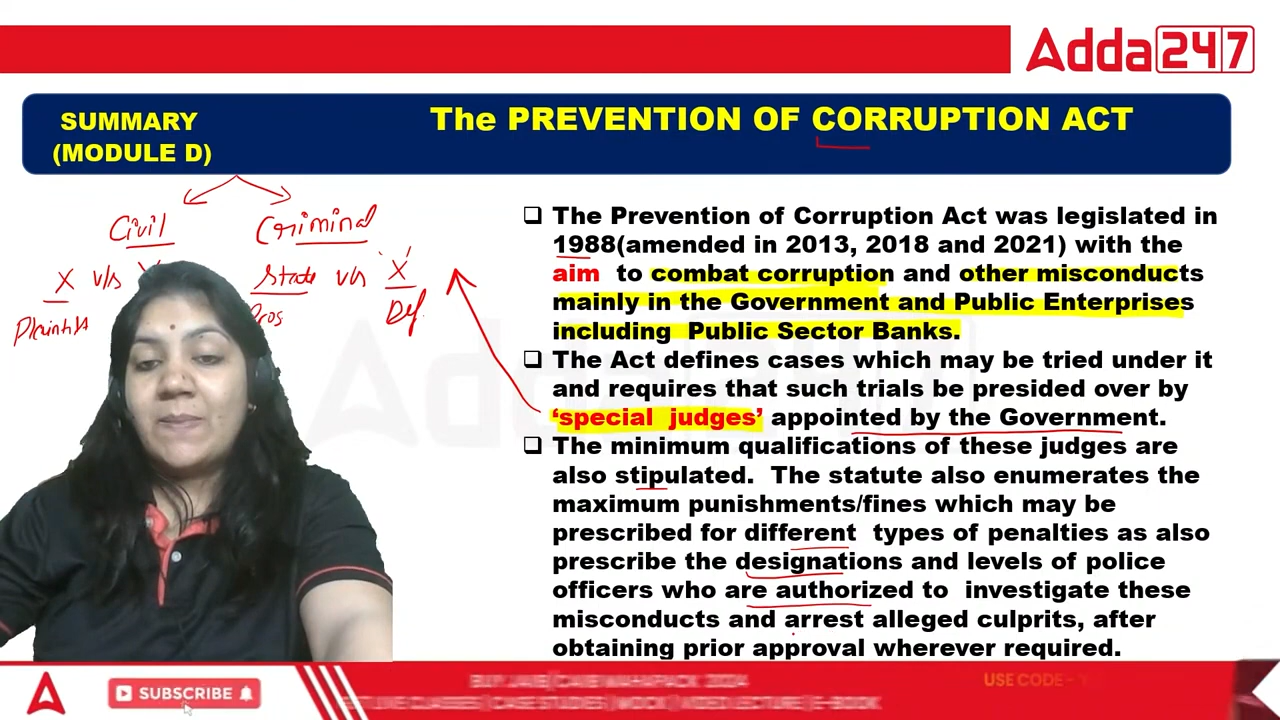 Adda247
SUMMARY
(MODULE D)
The PREVENTION OF CORRUPTION ACT
Civil
Criminal
X v/s
State v/s 'X'
Def.
❑ The Prevention of Corruption Act was legislated in
1988(amended in 2013, 2018 and 2021) with the
aim to combat corruption and other misconducts
mainly in the Government and Public Enterprises
including Public Sector Banks.
❑ The Act defines cases which may be tried under it
and requires that such trials be presided over by
‘special judges’ appointed by the Government.
❑ The minimum qualifications of these judges are
also stipulated. The statute also enumerates the
maximum punishments/fines which may be
prescribed for different types of penalties as also
prescribe the designations and levels of police
officers who are authorized to investigate these
misconducts and arrest alleged culprits, after
obtaining prior approval wherever required.
SUBSCRIBE
USE CODE -